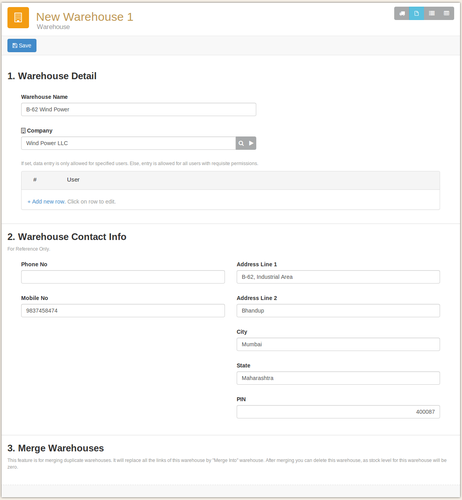 New Warehouse 1
Warehouse
Save
1. Warehouse Detail
Warehouse Name
B-62 Wind Power
Company
Wind Power LLC
If set, data entry is only allowed for specified users. Else, entry is allowed for all users with requisite permissions.
# User
+ Add new row. Click on row to edit.
2. Warehouse Contact Info
For Reference Only.
Phone No
Address Line 1
B-62, Industrial Area
Mobile No
9837458474
Address Line 2
Bhandup
City
Mumbai
State
Maharashtra
PIN
400087
3. Merge Warehouses
This feature is for merging duplicate warehouses. It will replace all the links of this warehouse by "Merge Into" warehouse. After merging you can delete this warehouse, as stock level for this warehouse will be
zero.